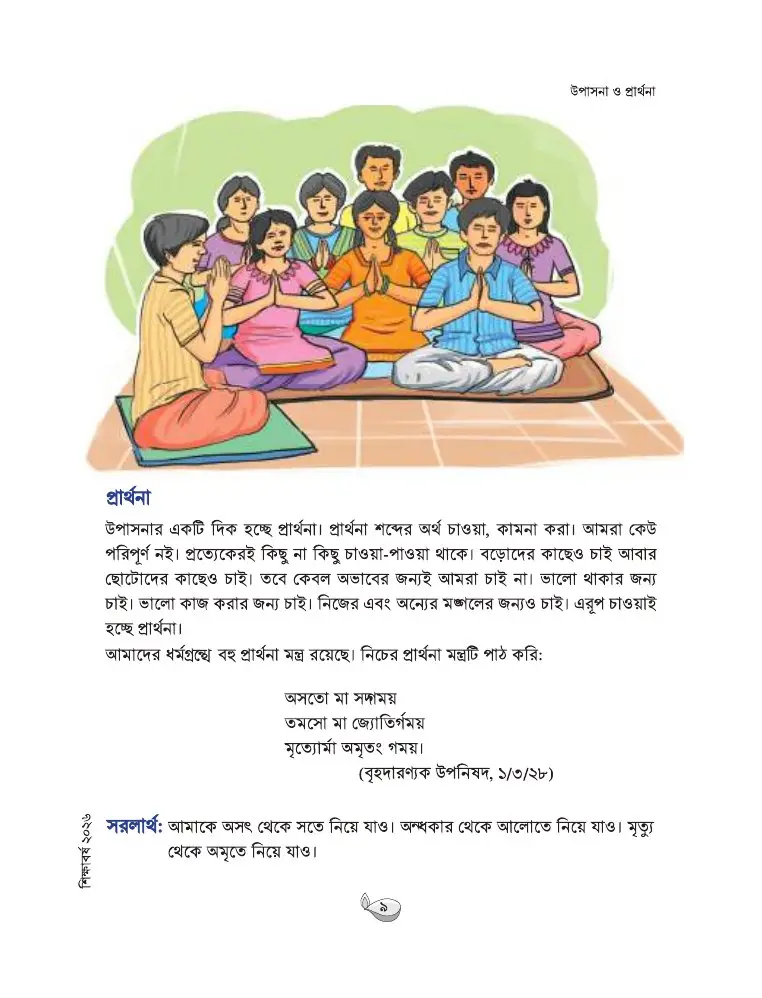 উপাসনা ও প্রার্থনা
প্রার্থনা
উপাসনার একটি দিক হচ্ছে প্রার্থনা। প্রার্থনা শব্দের অর্থ চাওয়া, কামনা করা। আমরা কেউ
পরিপূর্ণ নই। প্রত্যেকেরই কিছু না কিছু চাওয়া-পাওয়া থাকে। বড়োদের কাছেও চাই আবার
ছোটোদের কাছেও চাই। তবে কেবল অভাবের জন্যই আমরা চাই না। ভালো থাকার জন্য
চাই। ভালো কাজ করার জন্য চাই। নিজের এবং অন্যের মঙ্গলের জন্যও চাই। এরূপ চাওয়াই
হচ্ছে প্রার্থনা।
আমাদের ধর্মগ্রন্থে বহু প্রার্থনা মন্ত্র রয়েছে। নিচের প্রার্থনা মন্ত্রটি পাঠ করি:
অসতো মা সদ্গময়
তমসো মা জ্যোতির্গময়
মৃত্যোর্মা অমৃতং গময়।
(বৃহদারণ্যক উপনিষদ, ১/৩/২৮)
সরলার্থ: আমাকে অসৎ থেকে সতে নিয়ে যাও। অন্ধকার থেকে আলোতে নিয়ে যাও। মৃত্যু
থেকে অমৃতে নিয়ে যাও।
শিক্ষাবর্ষ ২০২৬
৯